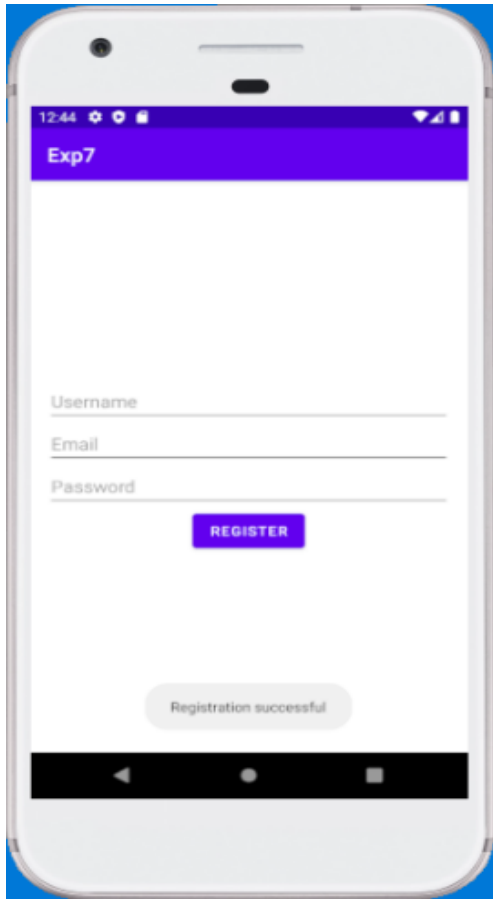 12:44
Exp7
Username
Email
Password
REGISTER
Registration successful